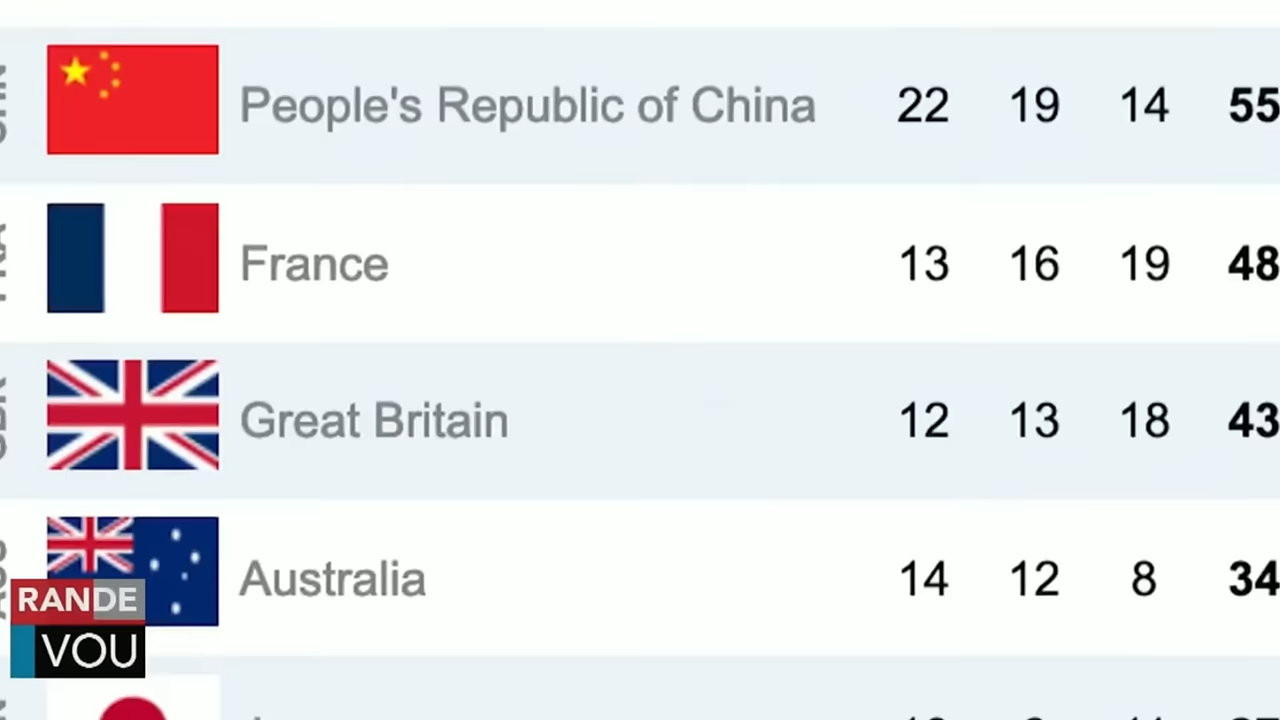 People's Republic of China 22 19 14 55
France 13 16 19 48
Great Britain 12 13 18 43
Australia 14 12 8 34
RANDE
VOU